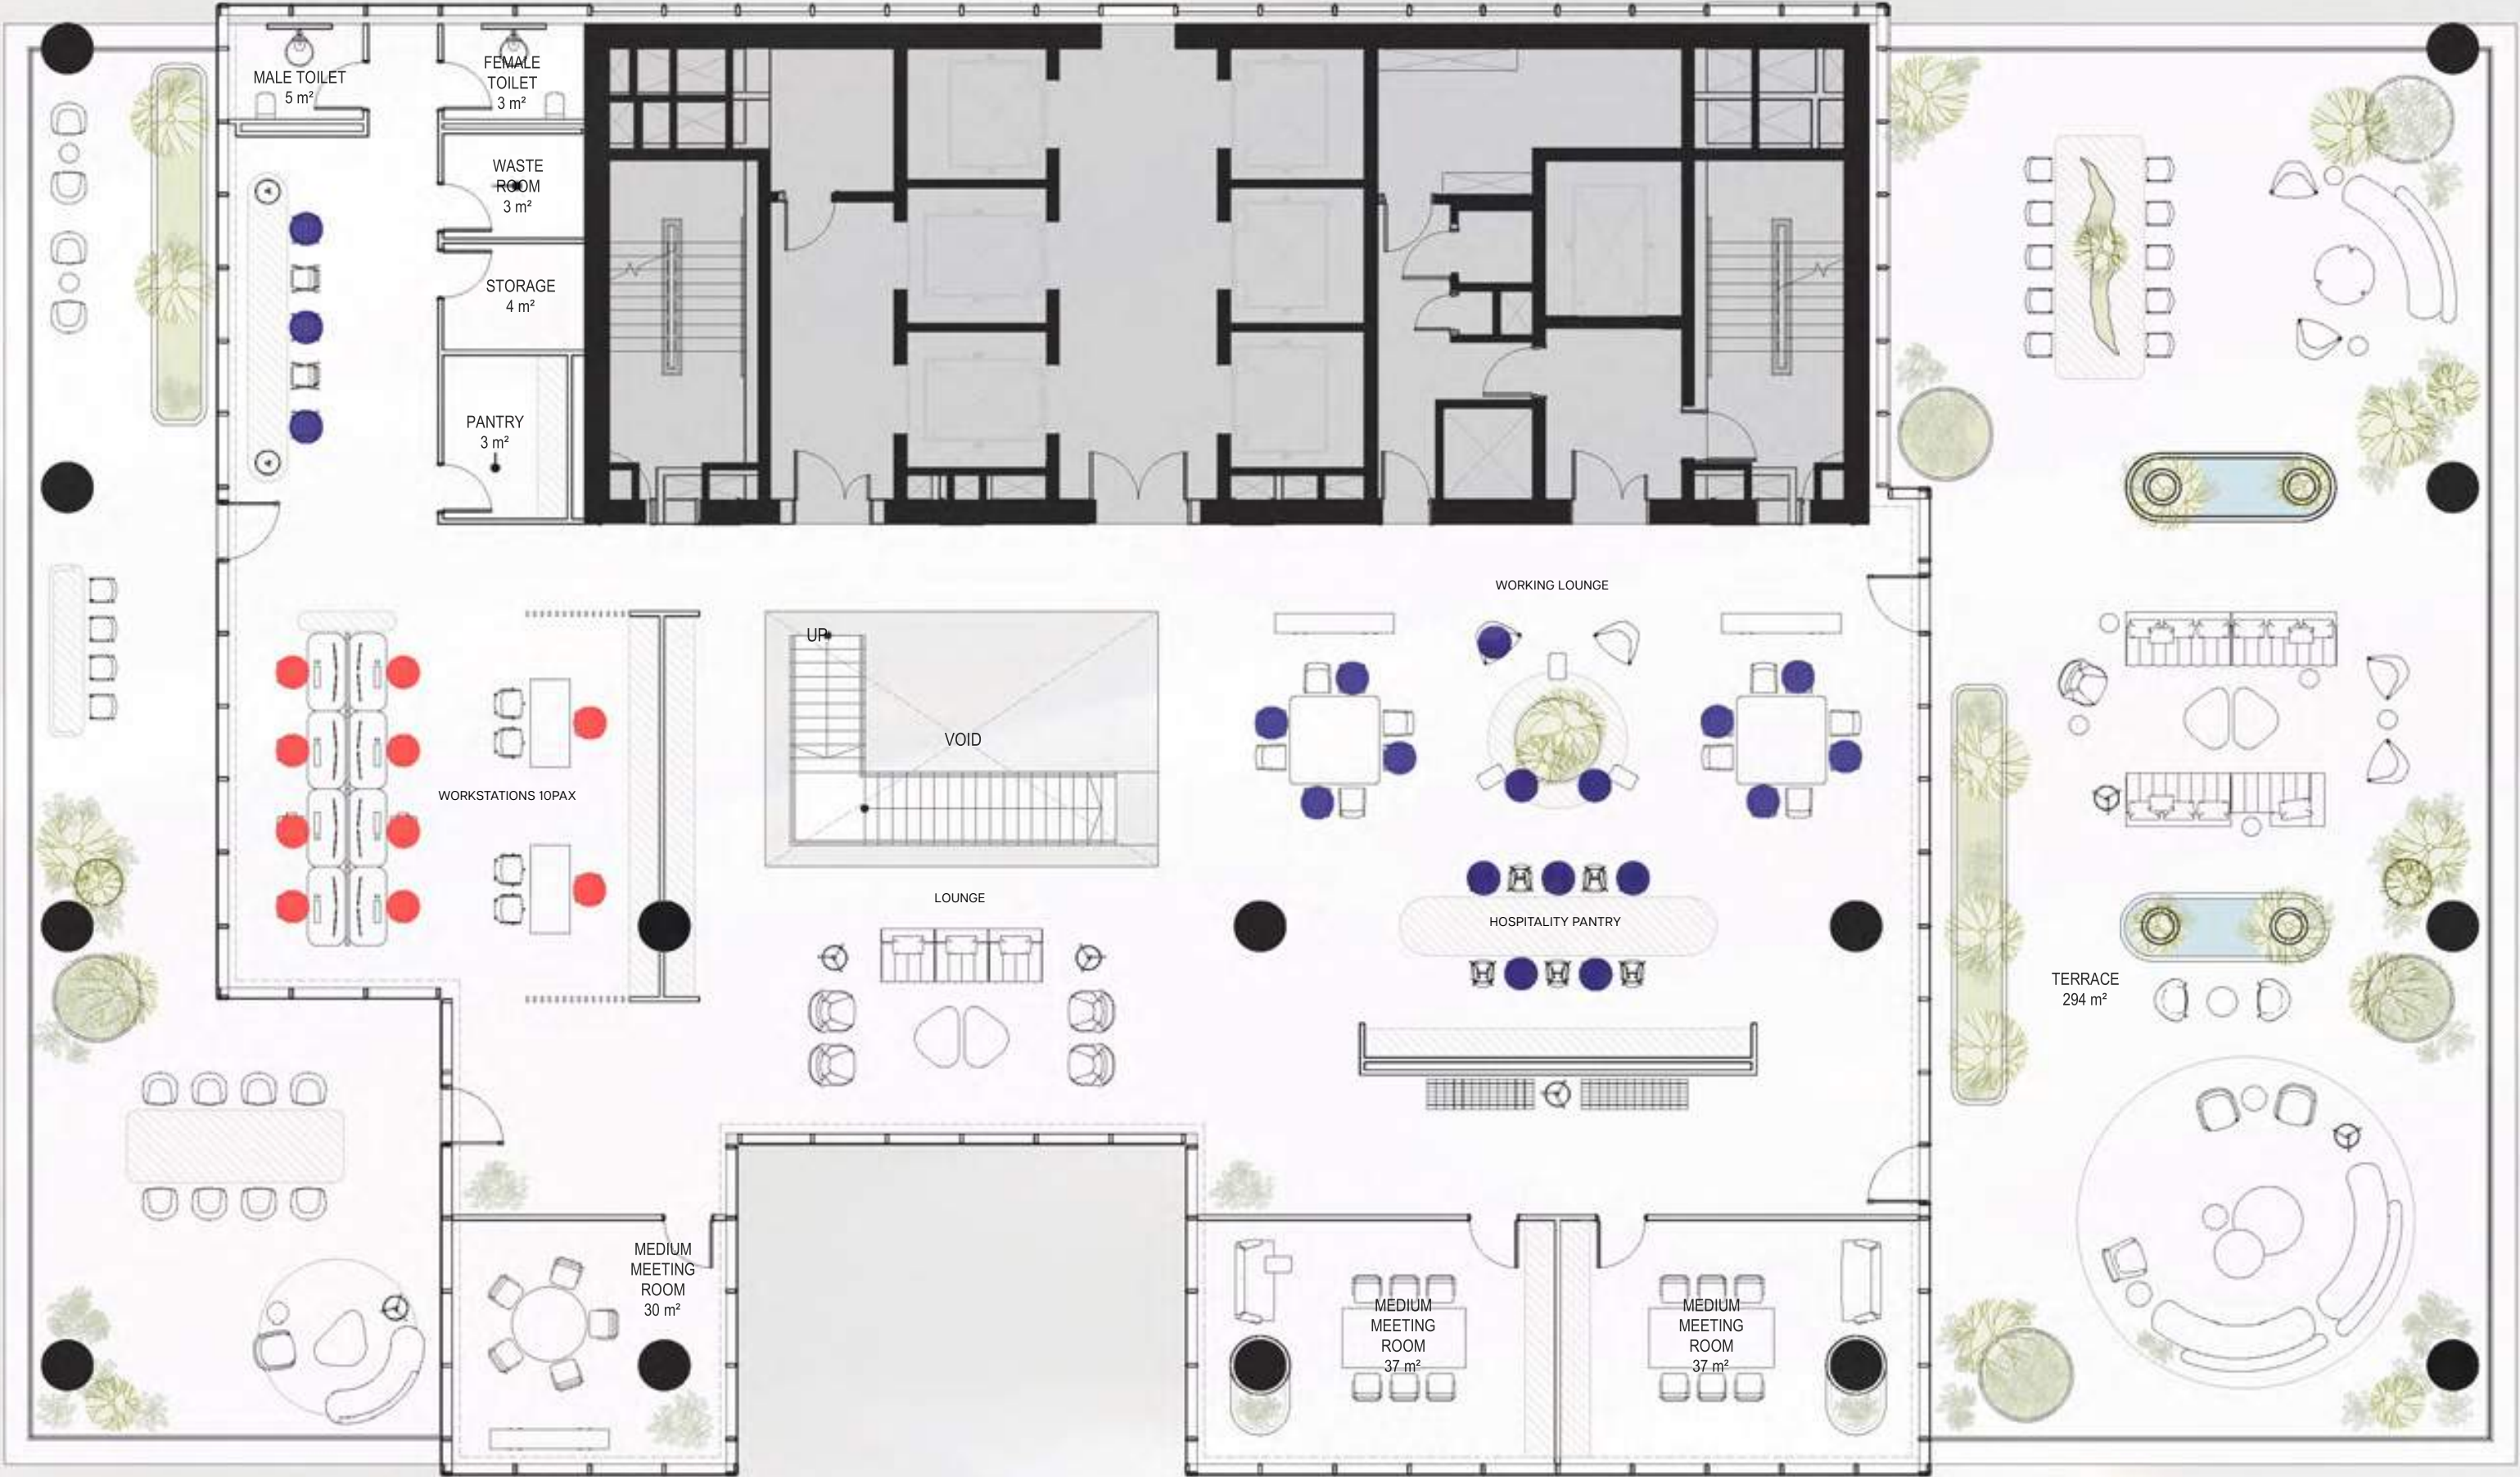 MALE TOILET
5 m²
FEMALE
TOILET
3 m²
WASTE
ROOM
3 m²
STORAGE
4 m²
PANTRY
3 m²
WORKING LOUNGE
UP
VOID
WORKSTATIONS 10PAX
LOUNGE
HOSPITALITY PANTRY
TERRACE
294 m²
MEDIUM
MEETING
ROOM
30 m²
MEDIUM
MEETING
ROOM
37 m²
MEDIUM
MEETING
ROOM
37 m²